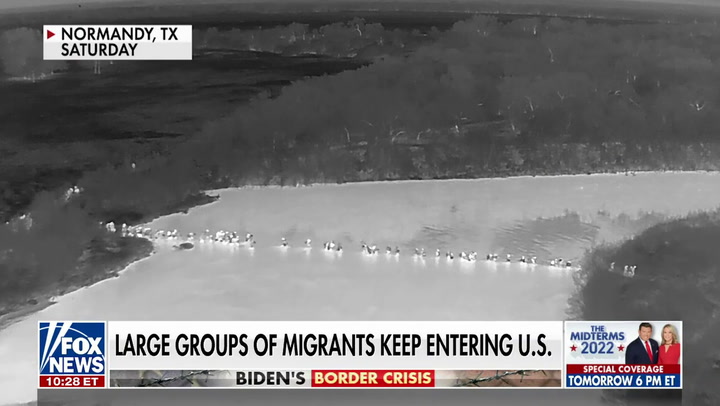 NORMANDY, TX
SATURDAY
FOX
NEWS
10:28 ET
LARGE GROUPS OF MIGRANTS KEEP ENTERING U.S.
BIDEN'S BORDER CRISIS
THE
MIDTERMS
★ 2022 ★
SPECIAL COVERAGE
TOMORROW 6 PM ET